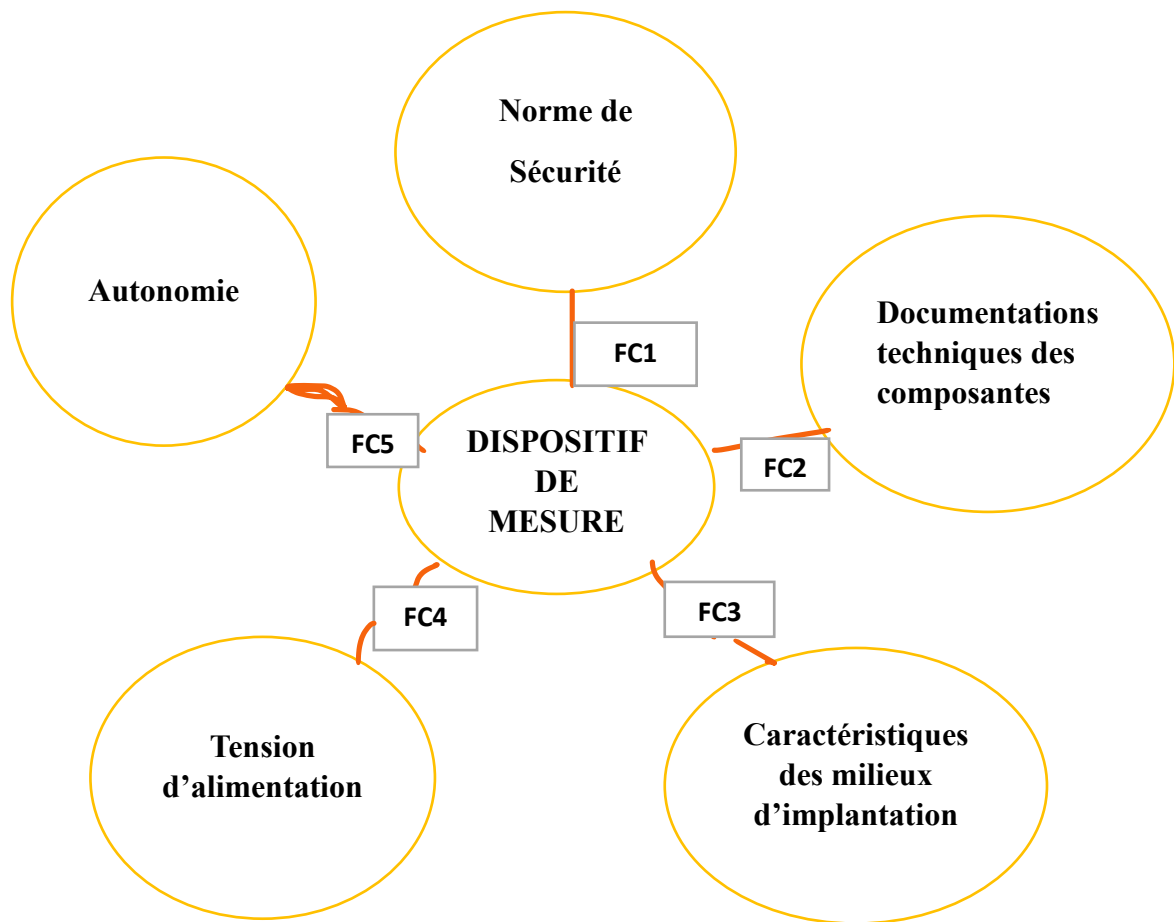 Norme de
Sécurité
Autonomie
Documentations
techniques des
composantes
FC1
FC5
DISPOSITIF
DE
MESURE
FC2
FC4
FC3
Tension
d’alimentation
Caractéristiques
des milieux
d’implantation